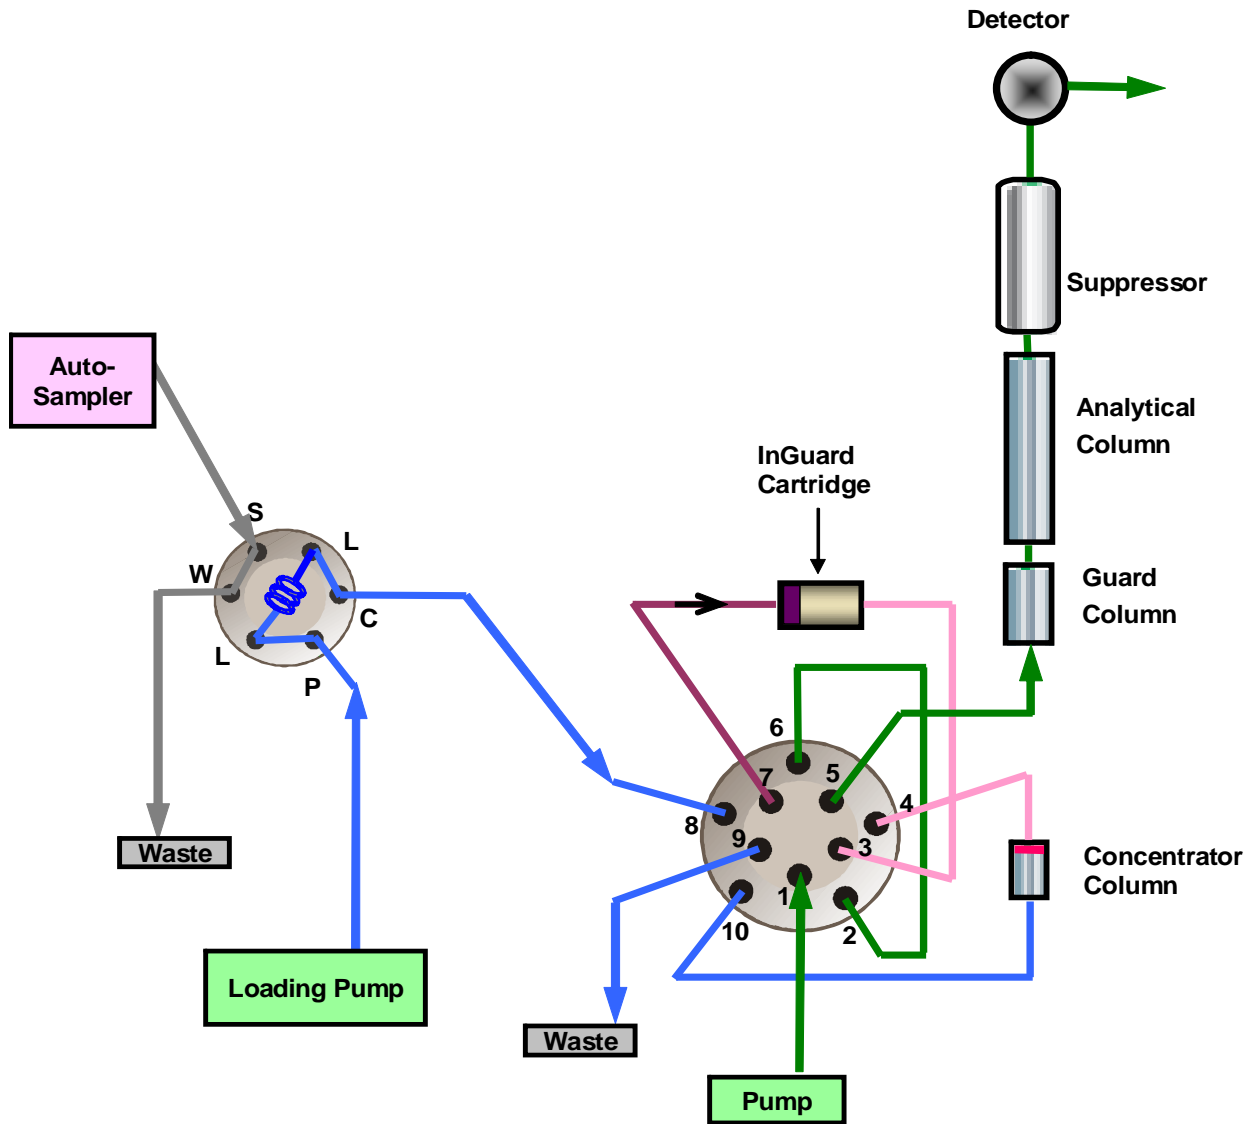 Detector
Suppressor
Auto-
Sampler
Analytical
Column
InGuard
Cartridge
S
L
W
C
L
P
Guard
Column
6
7
5
4
8
9
3
1
10
2
Waste
Concentrator
Column
Loading Pump
Waste
Pump